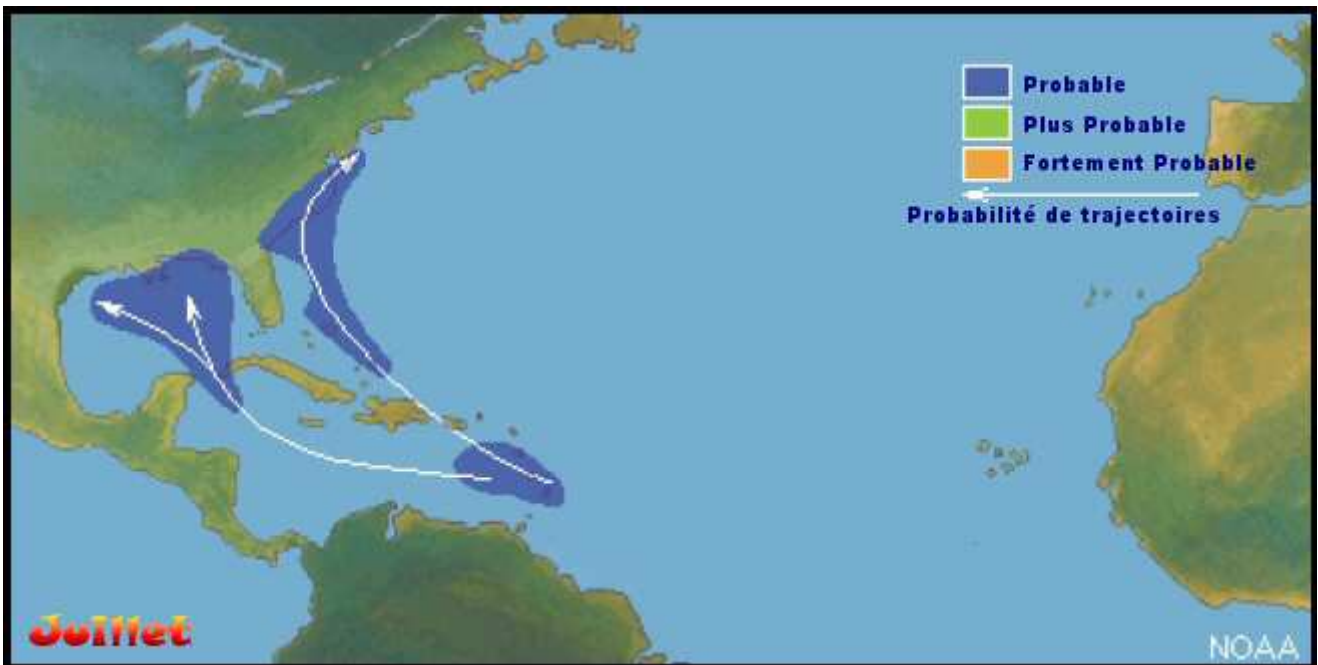 Probable
Plus Probable
Fortement Probable
Probabilité de trajectoires
Juillet
NOAA